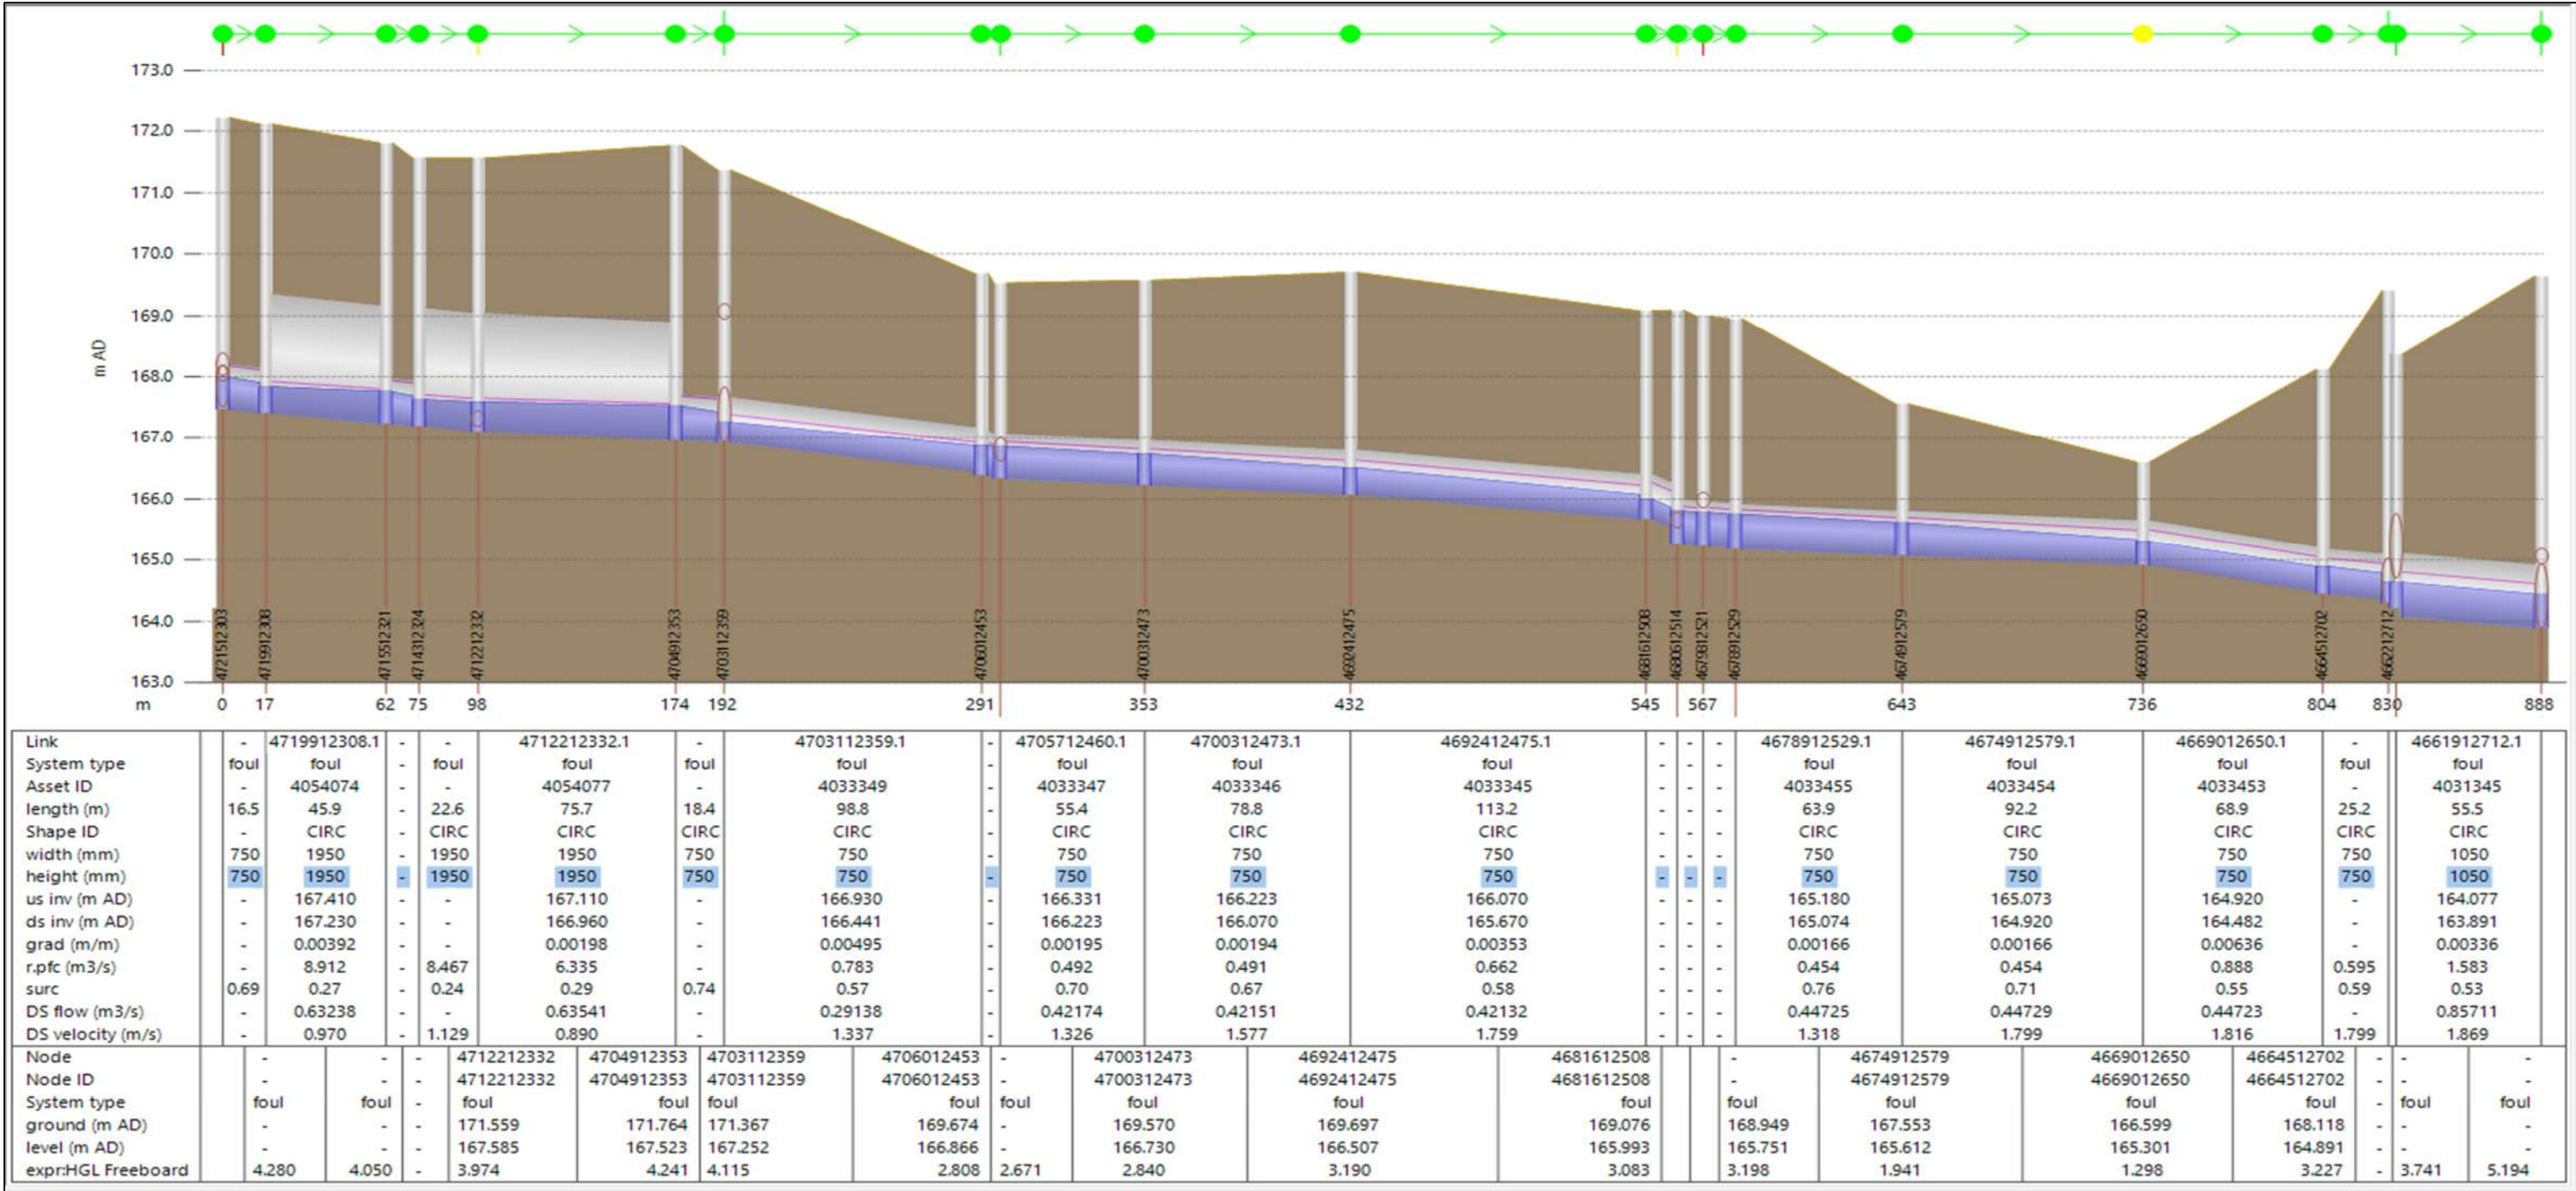 173.0
172.0
171.0
170.0
169.0
168.0
167.0
166.0
165.0
164.0
163.0
m AD
4721512303 4719912308 4715512321 4714312324 4712212332 4704912353 4703112359 4706012453 4700312473 4692412475 4681612508 4680612514 4679812521 4678912529 4674912579 4669012650 4664512702 4662212712
m 0 17 62 75 98 174 192 291 353 432 545 567 643 736 804 830 888
Link - 4719912308.1 - - 4712212332.1 - 4703112359.1 - 4705712460.1 4700312473.1 4692412475.1 - - - 4678912529.1 4674912579.1 4669012650.1 - 4661912712.1
System type foul foul - foul foul foul foul - foul foul foul - - - foul foul foul foul foul
Asset ID - 4054074 - - 4054077 - 4033349 - 4033347 4033346 4033345 - - - 4033455 4033454 4033453 - 4031345
length (m) 16.5 45.9 - 22.6 75.7 18.4 98.8 - 55.4 78.8 113.2 - - - 63.9 92.2 68.9 25.2 55.5
Shape ID - CIRC - CIRC CIRC CIRC CIRC - CIRC CIRC CIRC - - - CIRC CIRC CIRC CIRC CIRC
width (mm) 750 1950 - 1950 1950 750 750 - 750 750 750 - - - 750 750 750 750 1050
height (mm) 750 1950 - 1950 1950 750 750 - 750 750 750 - - - 750 750 750 750 1050
us inv (m AD) - 167.410 - - 167.110 - 166.930 - 166.331 166.223 166.070 - - - 165.180 165.073 164.920 - 164.077
ds inv (m AD) - 167.230 - - 166.960 - 166.441 - 166.223 166.070 165.670 - - - 165.074 164.920 164.482 - 163.891
grad (m/m) - 0.00392 - - 0.00198 - 0.00495 - 0.00195 0.00194 0.00353 - - - 0.00166 0.00166 0.00636 - 0.00336
r.pfc (m3/s) - 8.912 - 8.467 6.335 - 0.783 - 0.492 0.491 0.662 - - - 0.454 0.454 0.888 0.595 1.583
surc 0.69 0.27 - 0.24 0.29 0.74 0.57 - 0.70 0.67 0.58 - - - 0.76 0.71 0.55 0.59 0.53
DS flow (m3/s) - 0.63238 - - 0.63541 - 0.29138 - 0.42174 0.42151 0.42132 - - - 0.44725 0.44729 0.44723 - 0.85711
DS velocity (m/s) - 0.970 - 1.129 0.890 - 1.337 - 1.326 1.577 1.759 - - - 1.318 1.799 1.816 1.799 1.869
Node - - - 4712212332 4704912353 4703112359 4706012453 - 4700312473 4692412475 4681612508 - 4674912579 4669012650 4664512702 - - -
Node ID - - - 4712212332 4704912353 4703112359 4706012453 - 4700312473 4692412475 4681612508 - 4674912579 4669012650 4664512702 - - -
System type foul foul - foul foul foul foul foul foul foul foul foul foul foul foul - foul foul
ground (m AD) - - - 171.559 171.764 171.367 169.674 - 169.570 169.697 169.076 168.949 167.553 166.599 168.118 - - -
level (m AD) - - - 167.585 167.523 167.252 166.866 - 166.730 166.507 165.993 165.751 165.612 165.301 164.891 - - -
expr:HGL Freeboard 4.280 4.050 - 3.974 4.241 4.115 2.808 2.671 2.840 3.190 3.083 3.198 1.941 1.298 3.227 - 3.741 5.194